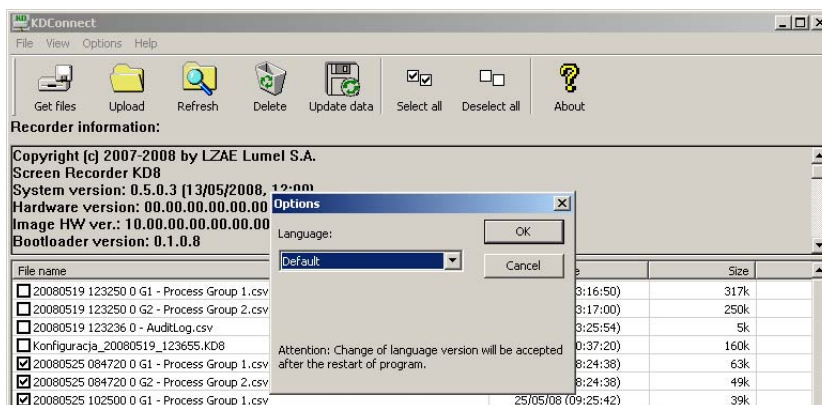 KDConnect
File View Options Help
Get files Upload Refresh Delete Update data Select all Deselect all About
Recorder information:
Copyright (c) 2007-2008 by LZAE Lumel S.A.
Screen Recorder KD8
System version: 0.5.0.3 (13/05/2008, 12:00)
Hardware version: 00.00.00.00.00.00
Image HW ver.: 10.00.00.00.00.00
Bootloader version: 0.1.0.8
Options
Language:
Default
OK
Cancel
Attention: Change of language version will be accepted
after the restart of program.
File name Size
20080519 123250 0 G1 - Process Group 1.csv 3:16:50) 317k
20080519 123250 0 G2 - Process Group 2.csv 3:17:00) 250k
20080519 123236 0 - AuditLog.csv 3:25:54) 5k
Konfiguracja_20080519_123655.KD8 0:37:20) 160k
20080525 084720 0 G1 - Process Group 1.csv 8:24:38) 63k
20080525 084720 0 G2 - Process Group 2.csv 8:24:38) 49k
20080525 102500 0 G1 - Process Group 1.csv 25/05/08 (09:25:42) 39k